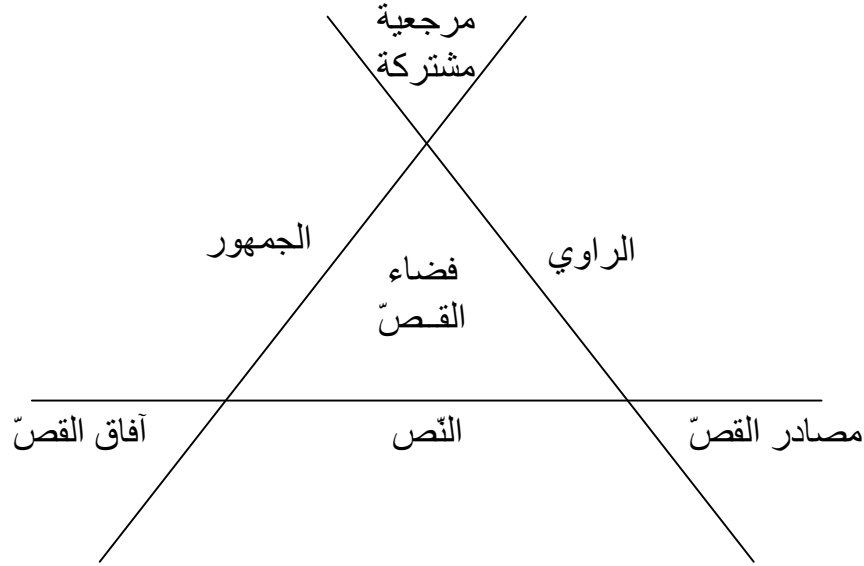 مرجعية
مشتركة
الراوي
الجمهور
فضاء
القـصّ
مصادر القصّ
النّص
آفاق القصّ